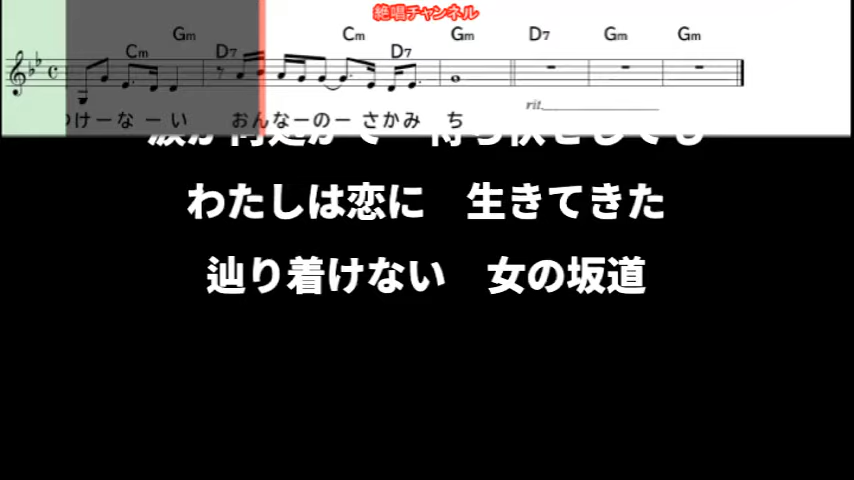 絶唱チャンネル
Gm Cm Gm D7 Gm Gm
Cm D7 D7
rit.
けーな ー い おんなーのー さかみ ち
わたしは恋に 生きてきた
辿り着けない 女の坂道